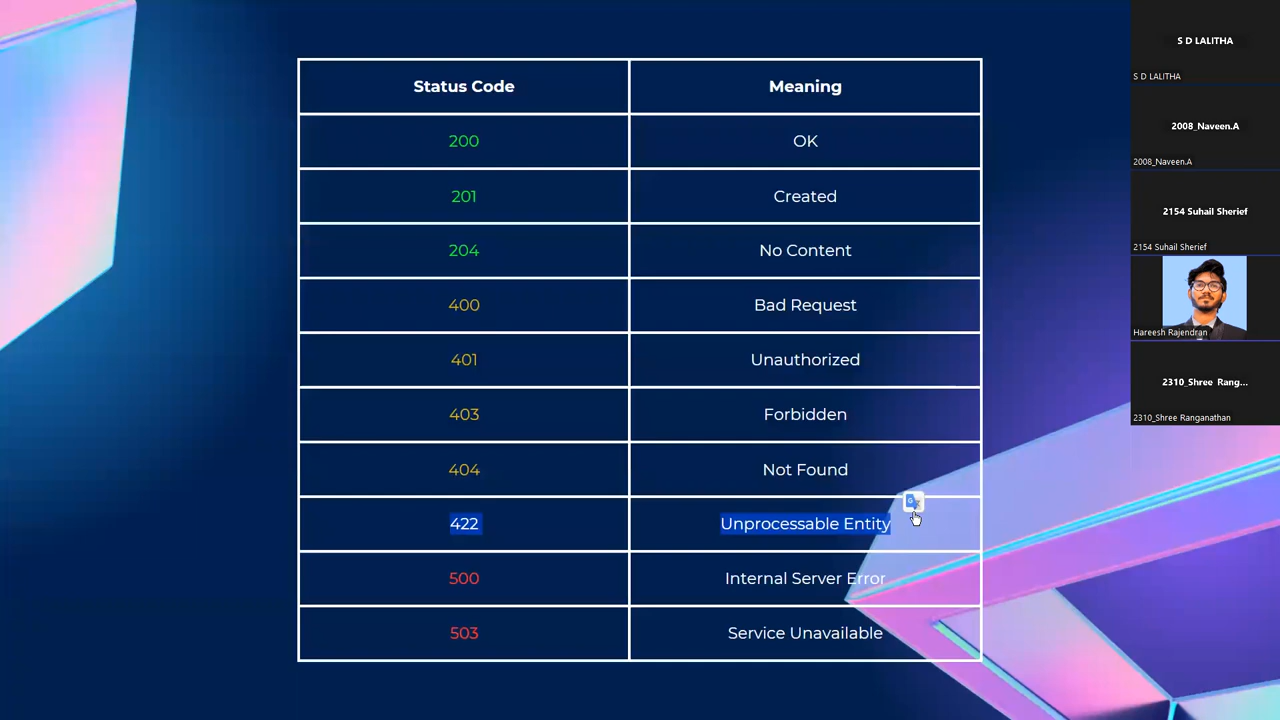 Status Code Meaning
200 OK
201 Created
204 No Content
400 Bad Request
401 Unauthorized
403 Forbidden
404 Not Found
422 Unprocessable Entity
500 Internal Server Error
503 Service Unavailable
S D LALITHA
S D LALITHA
2008_Naveen.A
2008_Naveen.A
2154 Suhail Sherief
2154 Suhail Sherief
Hareesh Rajendran
2310_Shree Rang...
2310_Shree Ranganathan